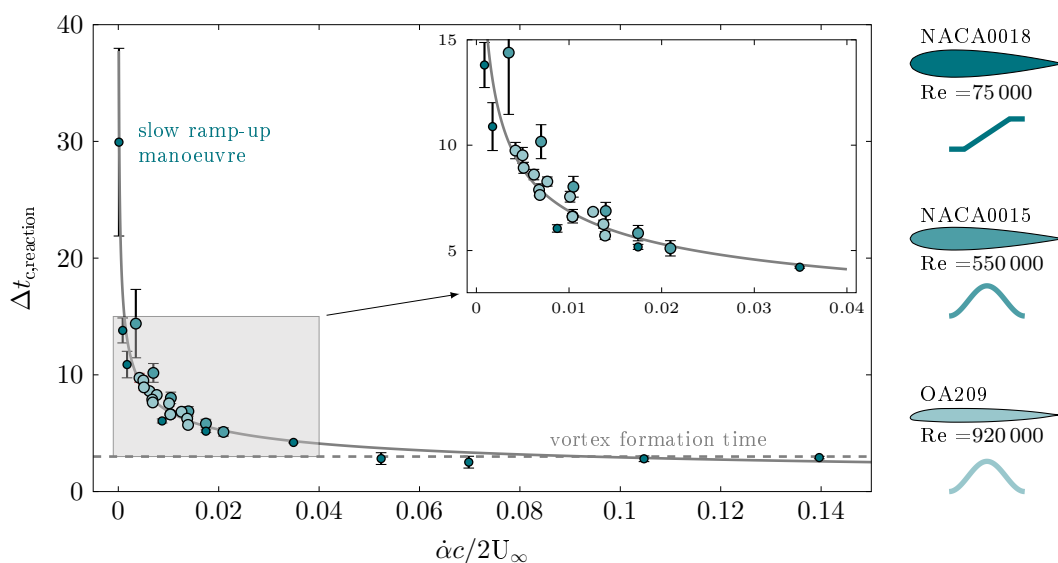 40
30
20
10
0
Δt_c,reaction
0
0.02
0.04
0.06
0.08
0.1
0.12
0.14
α̇c/2U_∞
slow ramp-up
manoeuvre
vortex formation time
15
10
5
0
0.01
0.02
0.03
0.04
NACA0018
Re =75 000
NACA0015
Re =550 000
OA209
Re =920 000